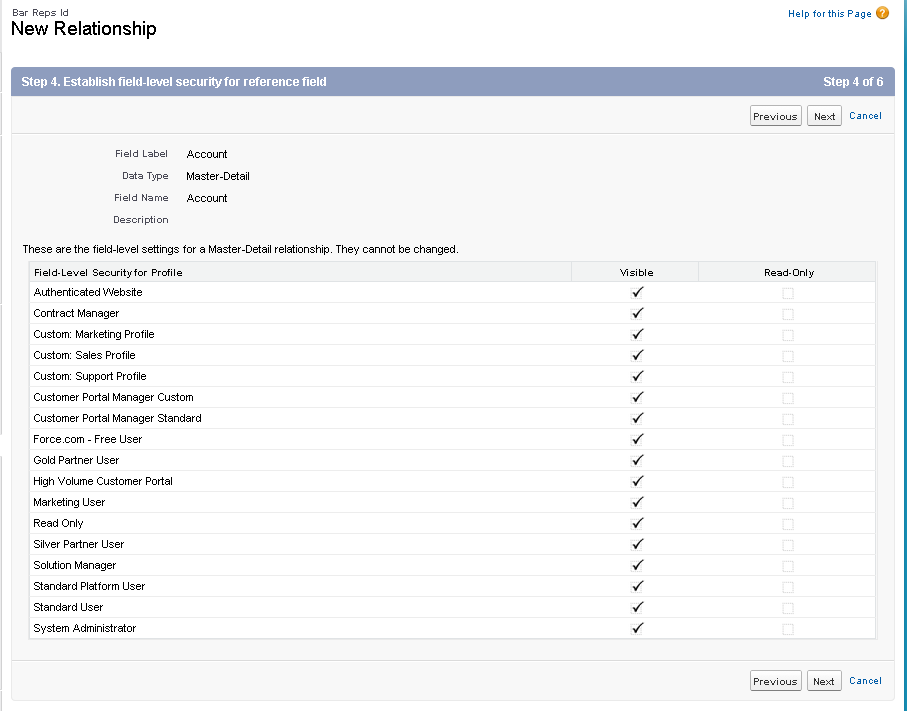 Bar Reps Id
Help for this Page ?
New Relationship
Step 4. Establish field-level security for reference field Step 4 of 6
Previous Next Cancel
Field Label Account
Data Type Master-Detail
Field Name Account
Description
These are the field-level settings for a Master-Detail relationship. They cannot be changed.
Field-Level Security for Profile Visible Read-Only
Authenticated Website
Contract Manager
Custom: Marketing Profile
Custom: Sales Profile
Custom: Support Profile
Customer Portal Manager Custom
Customer Portal Manager Standard
Force.com - Free User
Gold Partner User
High Volume Customer Portal
Marketing User
Read Only
Silver Partner User
Solution Manager
Standard Platform User
Standard User
System Administrator
Previous Next Cancel